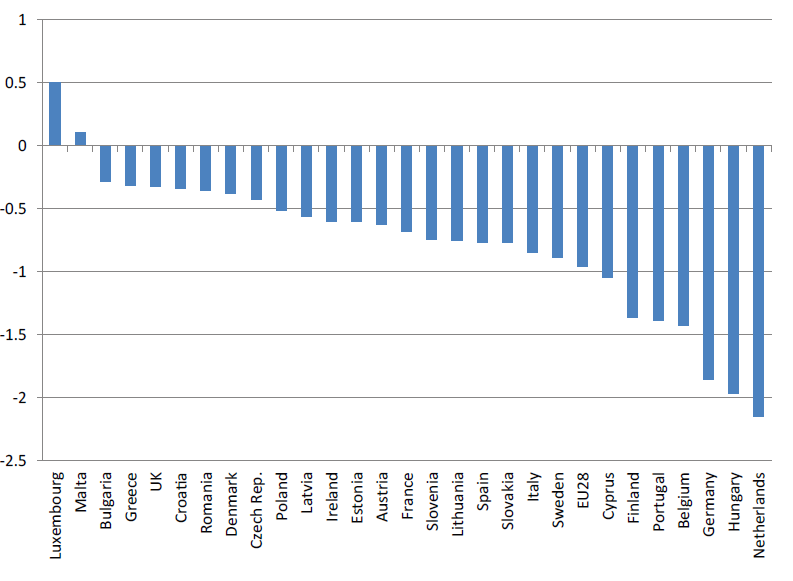 1
0.5
0
-0.5
-1
-1.5
-2
-2.5
Luxembourg
Malta
Bulgaria
Greece
UK
Croatia
Romania
Denmark
Czech Rep.
Poland
Latvia
Ireland
Estonia
Austria
France
Slovenia
Lithuania
Spain
Slovakia
Italy
Sweden
EU28
Cyprus
Finland
Portugal
Belgium
Germany
Hungary
Netherlands